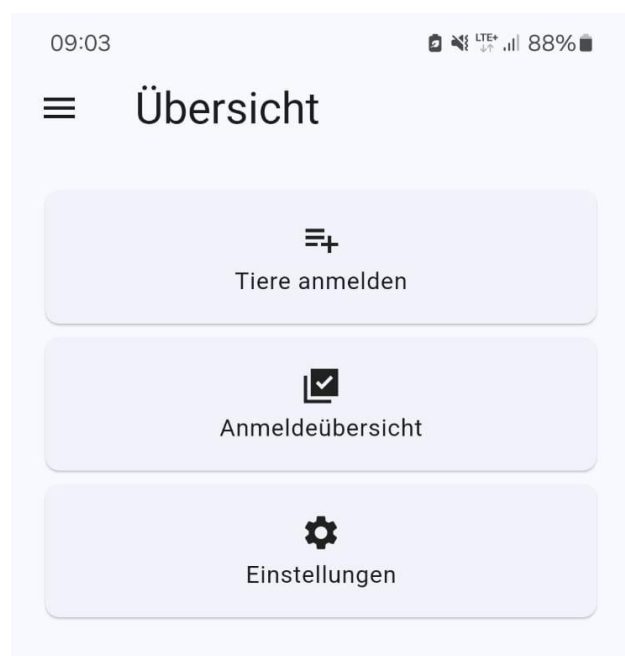 09:03 LTE+ 88%
Übersicht
Tiere anmelden
Anmeldeübersicht
Einstellungen